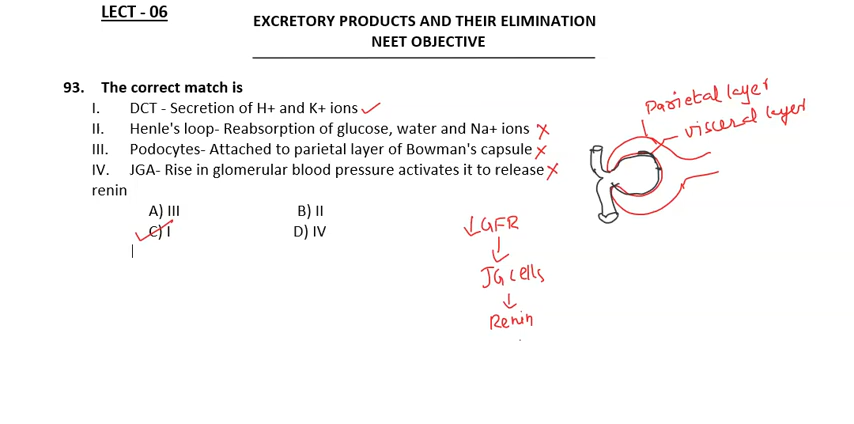 LECT - 06
EXCRETORY PRODUCTS AND THEIR ELIMINATION
NEET OBJECTIVE
93. The correct match is
I. DCT - Secretion of H+ and K+ ions
II. Henle's loop- Reabsorption of glucose, water and Na+ ions
III. Podocytes- Attached to parietal layer of Bowman's capsule
IV. JGA- Rise in glomerular blood pressure activates it to release
renin
A) III B) II
C) I D) IV
Parietal layer
visceral layer
↓GFR
↓
JG cells
↓
Renin